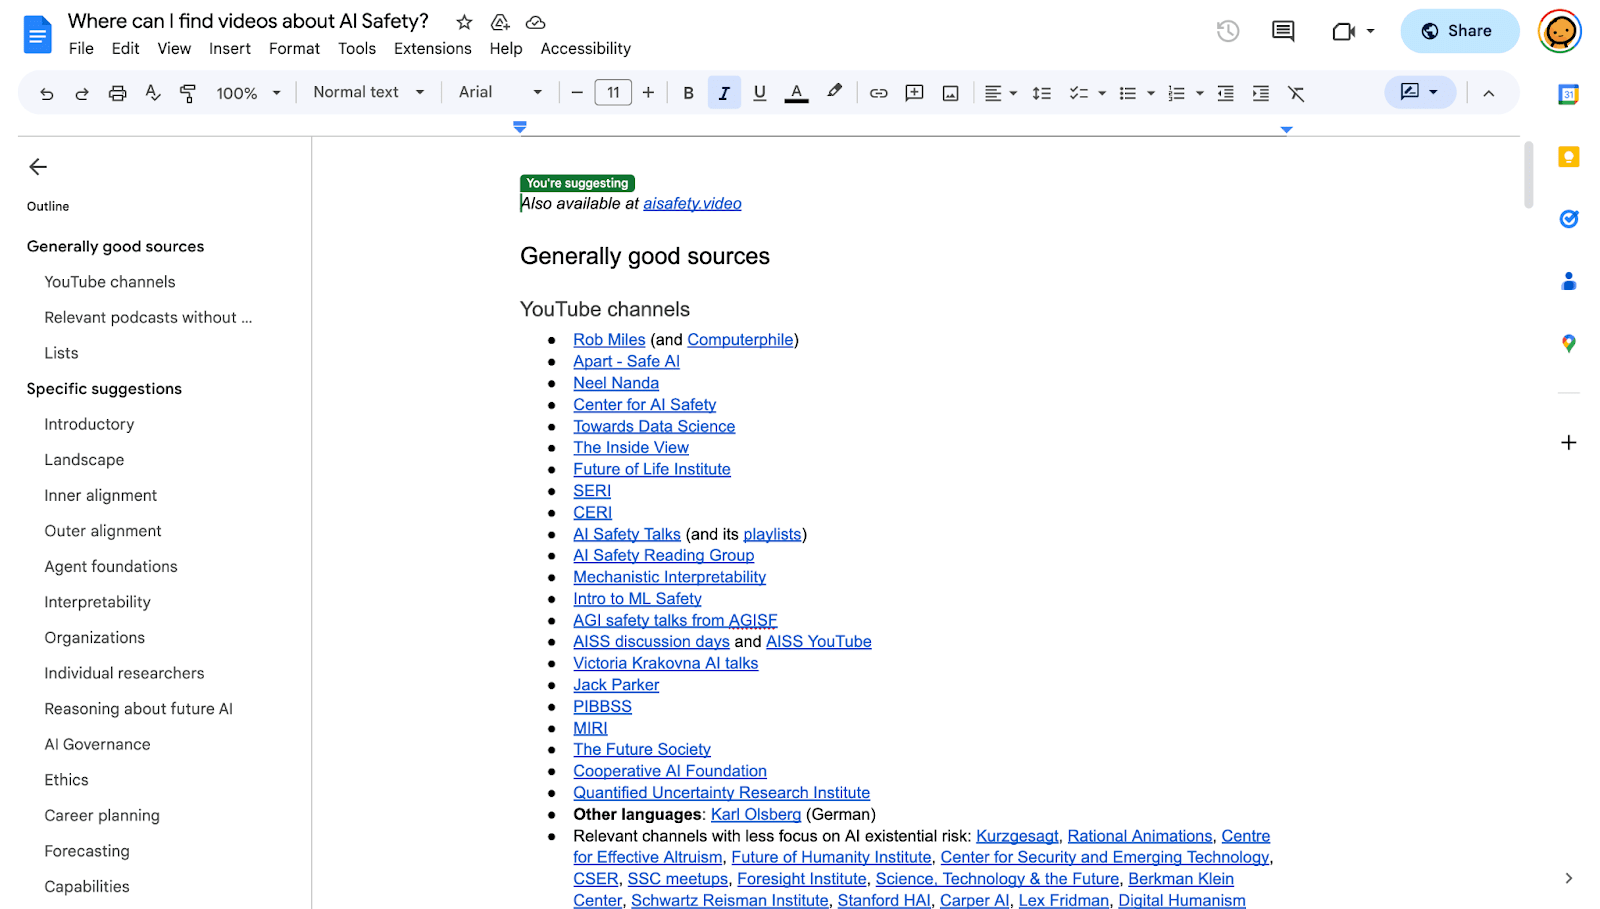 Where can I find videos about AI Safety?
File Edit View Insert Format Tools Extensions Help Accessibility
Share
100% Normal text Arial 11 B I U A
31
Outline
Generally good sources
YouTube channels
Relevant podcasts without ...
Lists
Specific suggestions
Introductory
Landscape
Inner alignment
Outer alignment
Agent foundations
Interpretability
Organizations
Individual researchers
Reasoning about future AI
AI Governance
Ethics
Career planning
Forecasting
Capabilities
You're suggesting
Also available at aisafety.video
Generally good sources
YouTube channels
● Rob Miles (and Computerphile)
● Apart - Safe AI
● Neel Nanda
● Center for AI Safety
● Towards Data Science
● The Inside View
● Future of Life Institute
● SERI
● CERI
● AI Safety Talks (and its playlists)
● AI Safety Reading Group
● Mechanistic Interpretability
● Intro to ML Safety
● AGI safety talks from AGISF
● AISS discussion days and AISS YouTube
● Victoria Krakovna AI talks
● Jack Parker
● PIBBSS
● MIRI
● The Future Society
● Cooperative AI Foundation
● Quantified Uncertainty Research Institute
● Other languages: Karl Olsberg (German)
● Relevant channels with less focus on AI existential risk: Kurzgesagt, Rational Animations, Centre
for Effective Altruism, Future of Humanity Institute, Center for Security and Emerging Technology,
CSER, SSC meetups, Foresight Institute, Science, Technology & the Future, Berkman Klein
Center, Schwartz Reisman Institute, Stanford HAI, Carper AI, Lex Fridman, Digital Humanism